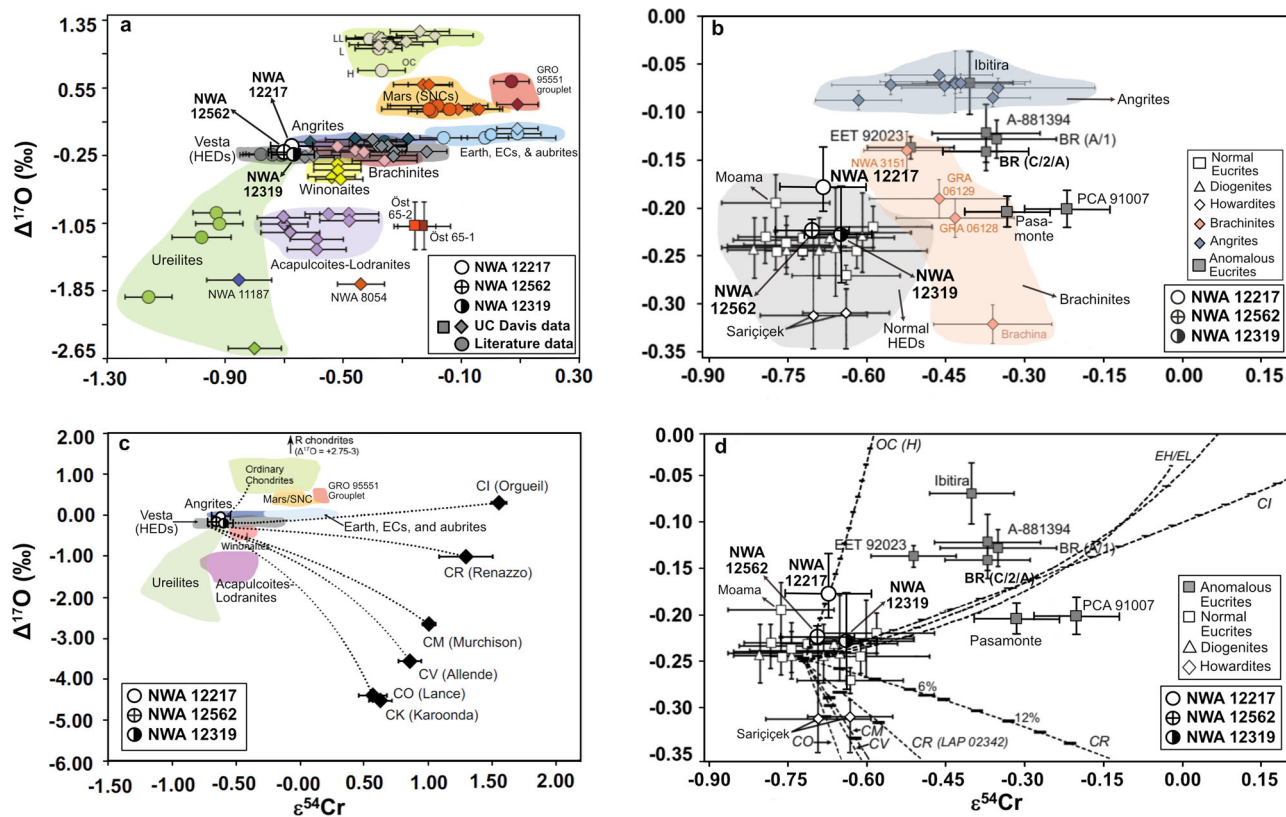 a
1.35
0.55
-0.25
-1.05
-1.85
-2.65
Δ¹⁷O (‰)
LL
L
H
OC
GRO
95551
grouplet
Mars (SNCs)
NWA
12217
NWA
12562
Angrites
Vesta
(HEDs)
Earth, ECs, & aubrites
Brachinites
NWA
12319
Winonaites
Öst
65-2
Öst 65-1
Ureilites
Acapulcoites-Lodranites
NWA 11187
NWA 8054
NWA 12217
NWA 12562
NWA 12319
UC Davis data
Literature data
-1.30
-0.90
-0.50
-0.10
0.30
b
0.00
-0.05
-0.10
-0.15
-0.20
-0.25
-0.30
-0.35
Ibitira
Angrites
A-881394
EET 92023
BR (A/1)
NWA 3151
BR (C/2/A)
Moama
NWA 12217
GRA
06129
PCA 91007
GRA 06128
Pasa-
monte
NWA
12562
NWA
12319
Brachinites
Sariçiçek
Normal
HEDs
Brachina
Normal
Eucrites
Diogenites
Howardites
Brachinites
Angrites
Anomalous
Eucrites
NWA 12217
NWA 12562
NWA 12319
-0.90
-0.75
-0.60
-0.45
-0.30
-0.15
0.00
0.15
c
2.00
1.00
0.00
-1.00
-2.00
-3.00
-4.00
-5.00
-6.00
Δ¹⁷O (‰)
R chondrites
(Δ¹⁷O = +2.75-3)
Ordinary
Chondrites
GRO 95551
Grouplet
Mars/SNC
CI (Orgueil)
Angrites
Vesta
(HEDs)
Earth, ECs, and aubrites
Winonaites
CR (Renazzo)
Ureilites
Acapulcoites-
Lodranites
CM (Murchison)
CV (Allende)
CO (Lance)
CK (Karoonda)
NWA 12217
NWA 12562
NWA 12319
-1.50
-1.00
-0.50
0.00
0.50
1.00
1.50
2.00
ε⁵⁴Cr
d
0.00
-0.05
-0.10
-0.15
-0.20
-0.25
-0.30
-0.35
OC (H)
EH/EL
CI
Ibitira
A-881394
EET 92023
BR (A/1)
NWA
12562
NWA
12217
BR (C/2/A)
NWA
12319
Moama
PCA 91007
Pasamonte
6%
12%
Sariçiçek
CO
CM
CV
CR (LAP 02342)
CR
Anomalous
Eucrites
Normal
Eucrites
Diogenites
Howardites
NWA 12217
NWA 12562
NWA 12319
-0.90
-0.75
-0.60
-0.45
-0.30
-0.15
0.00
0.15
ε⁵⁴Cr